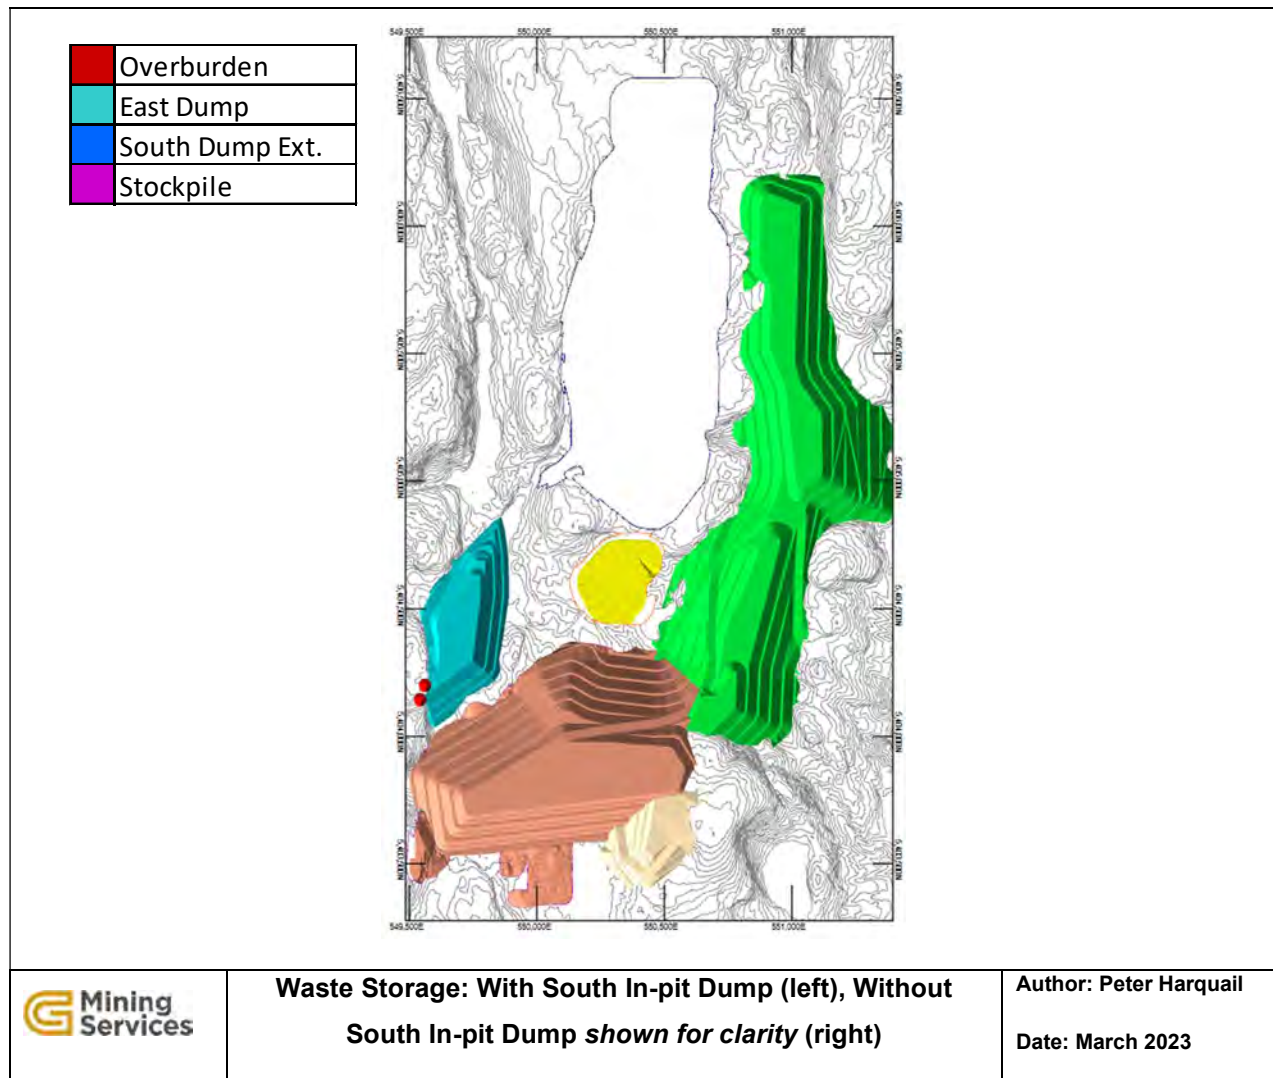 Overburden
East Dump
South Dump Ext.
Stockpile
549,500E 550,000E 550,500E 551,000E
549,500E 550,000E 550,500E 551,000E
G Mining
Services
Waste Storage: With South In-pit Dump (left), Without
South In-pit Dump shown for clarity (right)
Author: Peter Harquail
Date: March 2023